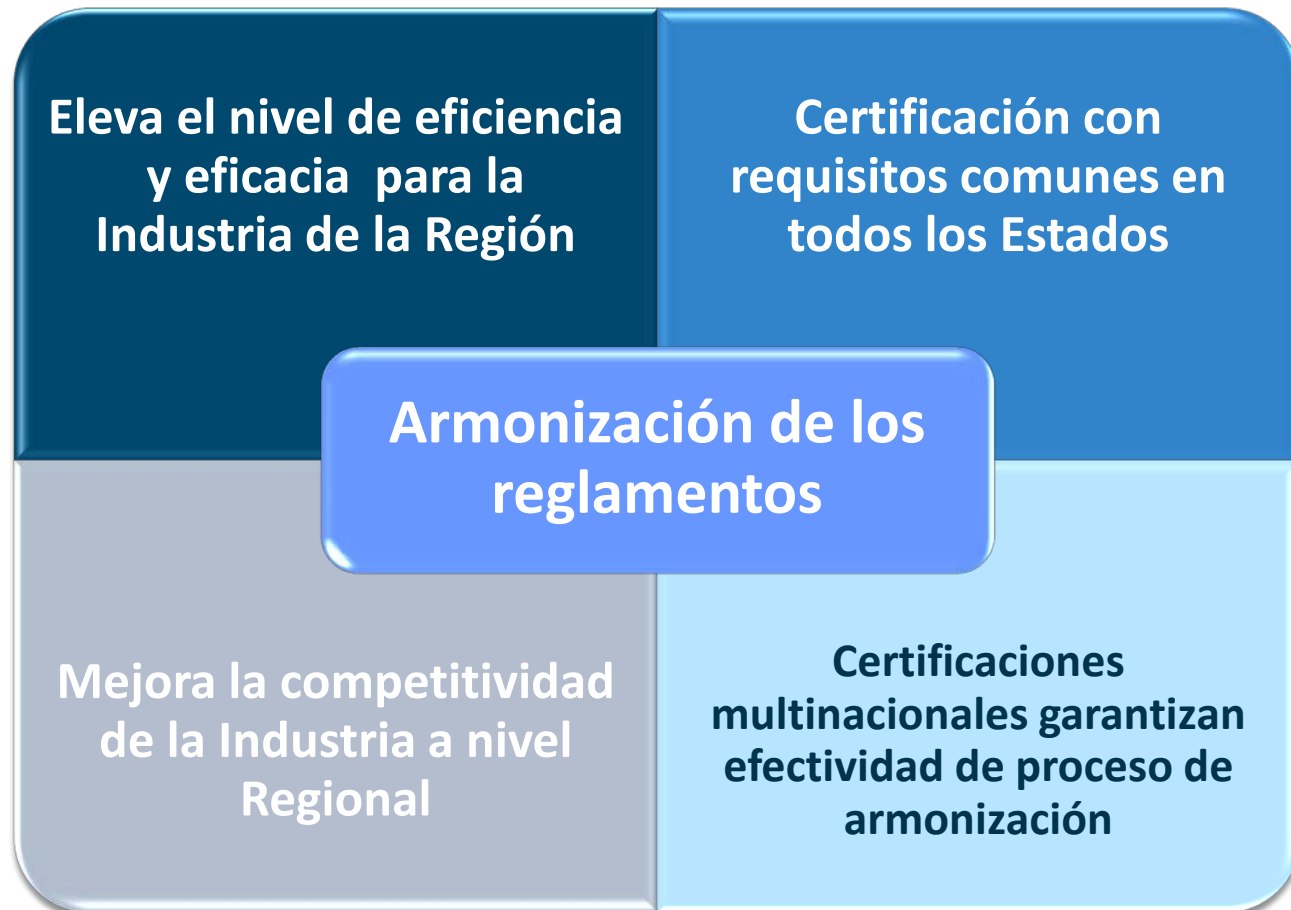 Eleva el nivel de eficiencia
y eficacia  para la
Industria de la Región
Certificación con
requisitos comunes en
todos los Estados
Armonización de los
reglamentos
Mejora la competitividad
de la Industria a nivel
Regional
Certificaciones
multinacionales garantizan
efectividad de proceso de
armonización